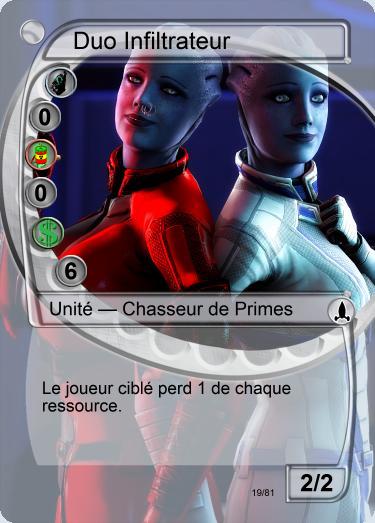 Duo Infiltrateur
0
0
$
6
Unité — Chasseur de Primes
Le joueur ciblé perd 1 de chaque
ressource.
19/81
2/2